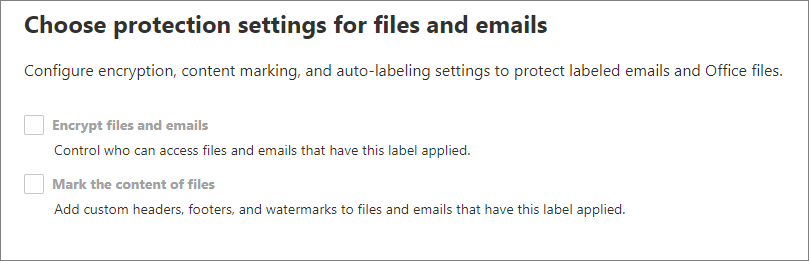 Choose protection settings for files and emails
Configure encryption, content marking, and auto-labeling settings to protect labeled emails and Office files.
Encrypt files and emails
Control who can access files and emails that have this label applied.
Mark the content of files
Add custom headers, footers, and watermarks to files and emails that have this label applied.